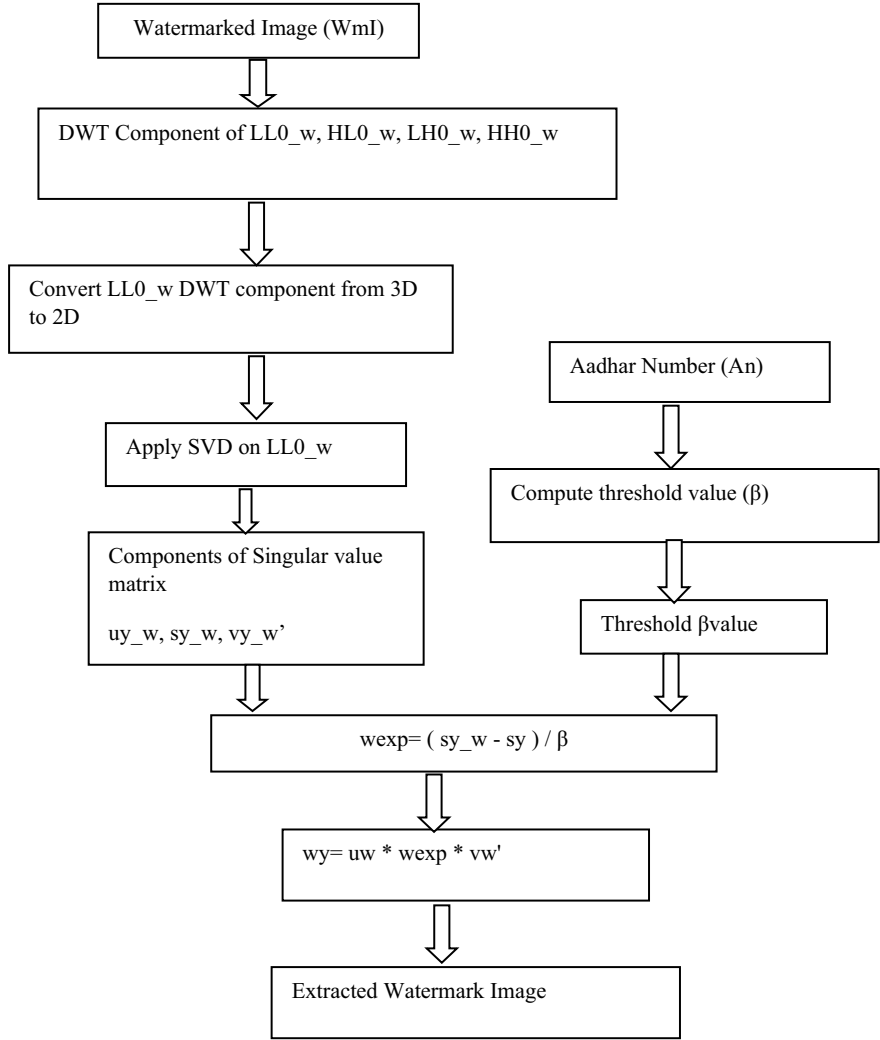 Watermarked Image (WmI)
DWT Component of LL0_w, HL0_w, LH0_w, HH0_w
Convert LL0_w DWT component from 3D
to 2D
Apply SVD on LL0_w
Components of Singular value
matrix
uy_w, sy_w, vy_w’
Aadhar Number (An)
Compute threshold value (β)
Threshold βvalue
wexp= ( sy_w - sy ) / β
wy= uw * wexp * vw'
Extracted Watermark Image